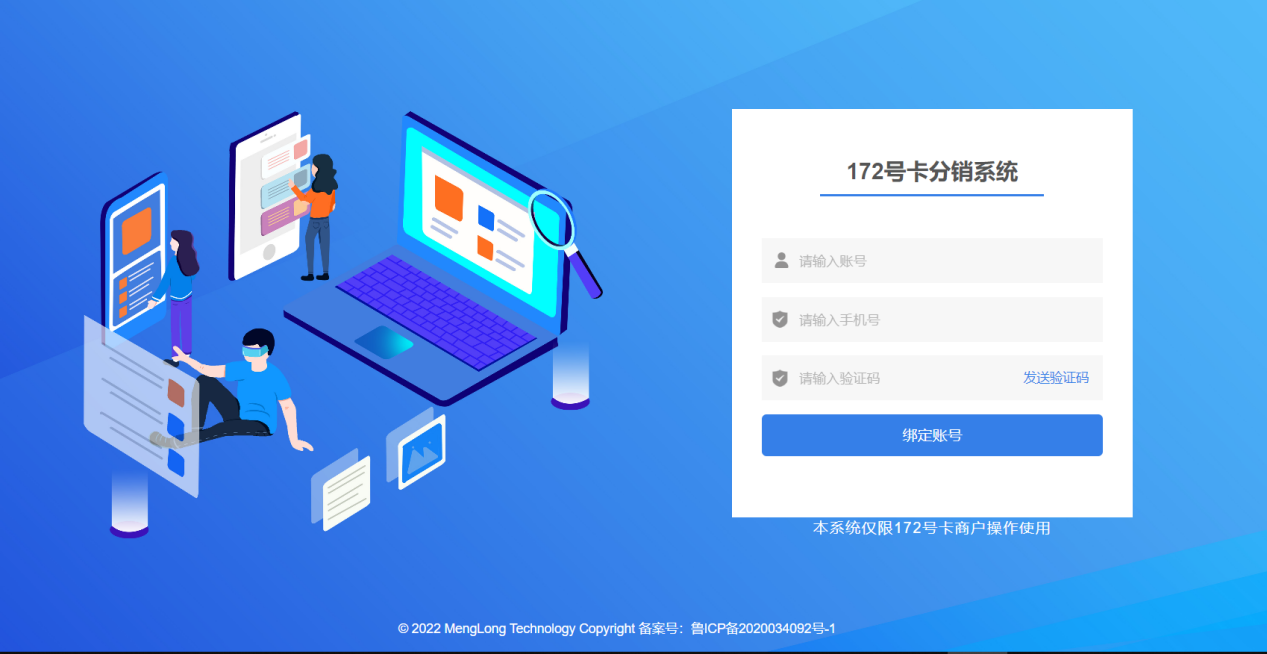 172号卡分销系统
请输入账号
请输入手机号
请输入验证码 发送验证码
绑定账号
本系统仅限172号卡商户操作使用
© 2022 MengLong Technology Copyright 备案号：鲁ICP备2020034092号-1